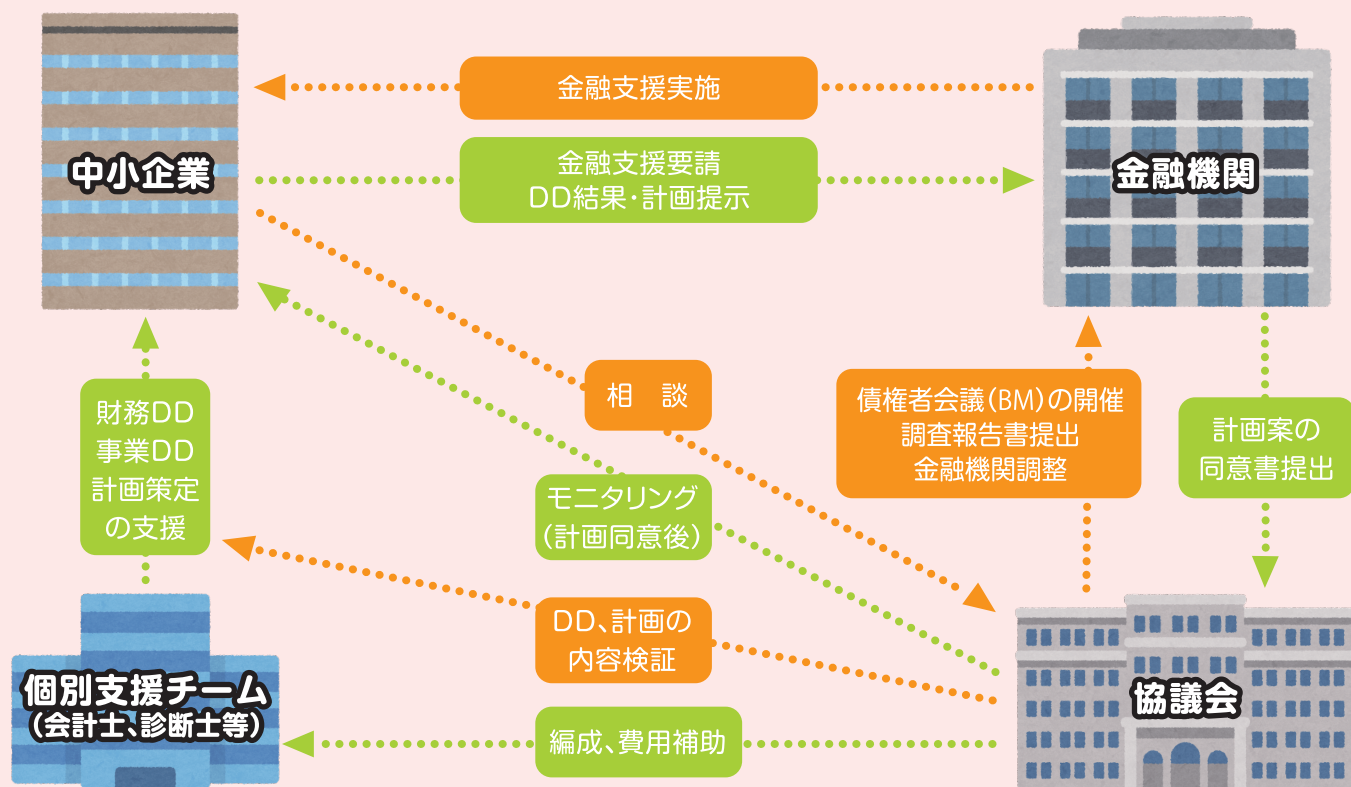 金融支援実施
中小企業
金融支援要請
DD結果・計画提示
金融機関
相　談
財務DD
事業DD
計画策定
の支援
債権者会議(BM)の開催
調査報告書提出
金融機関調整
計画案の
同意書提出
モニタリング
(計画同意後)
DD、計画の
内容検証
個別支援チーム
(会計士、診断士等)
協議会
編成、費用補助